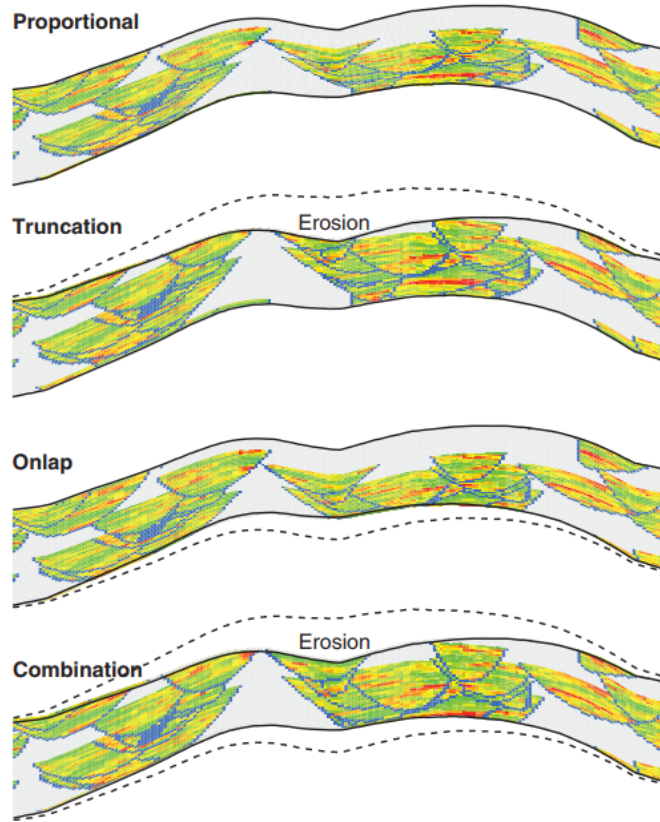 Proportional
Truncation
Erosion
Onlap
Erosion
Combination